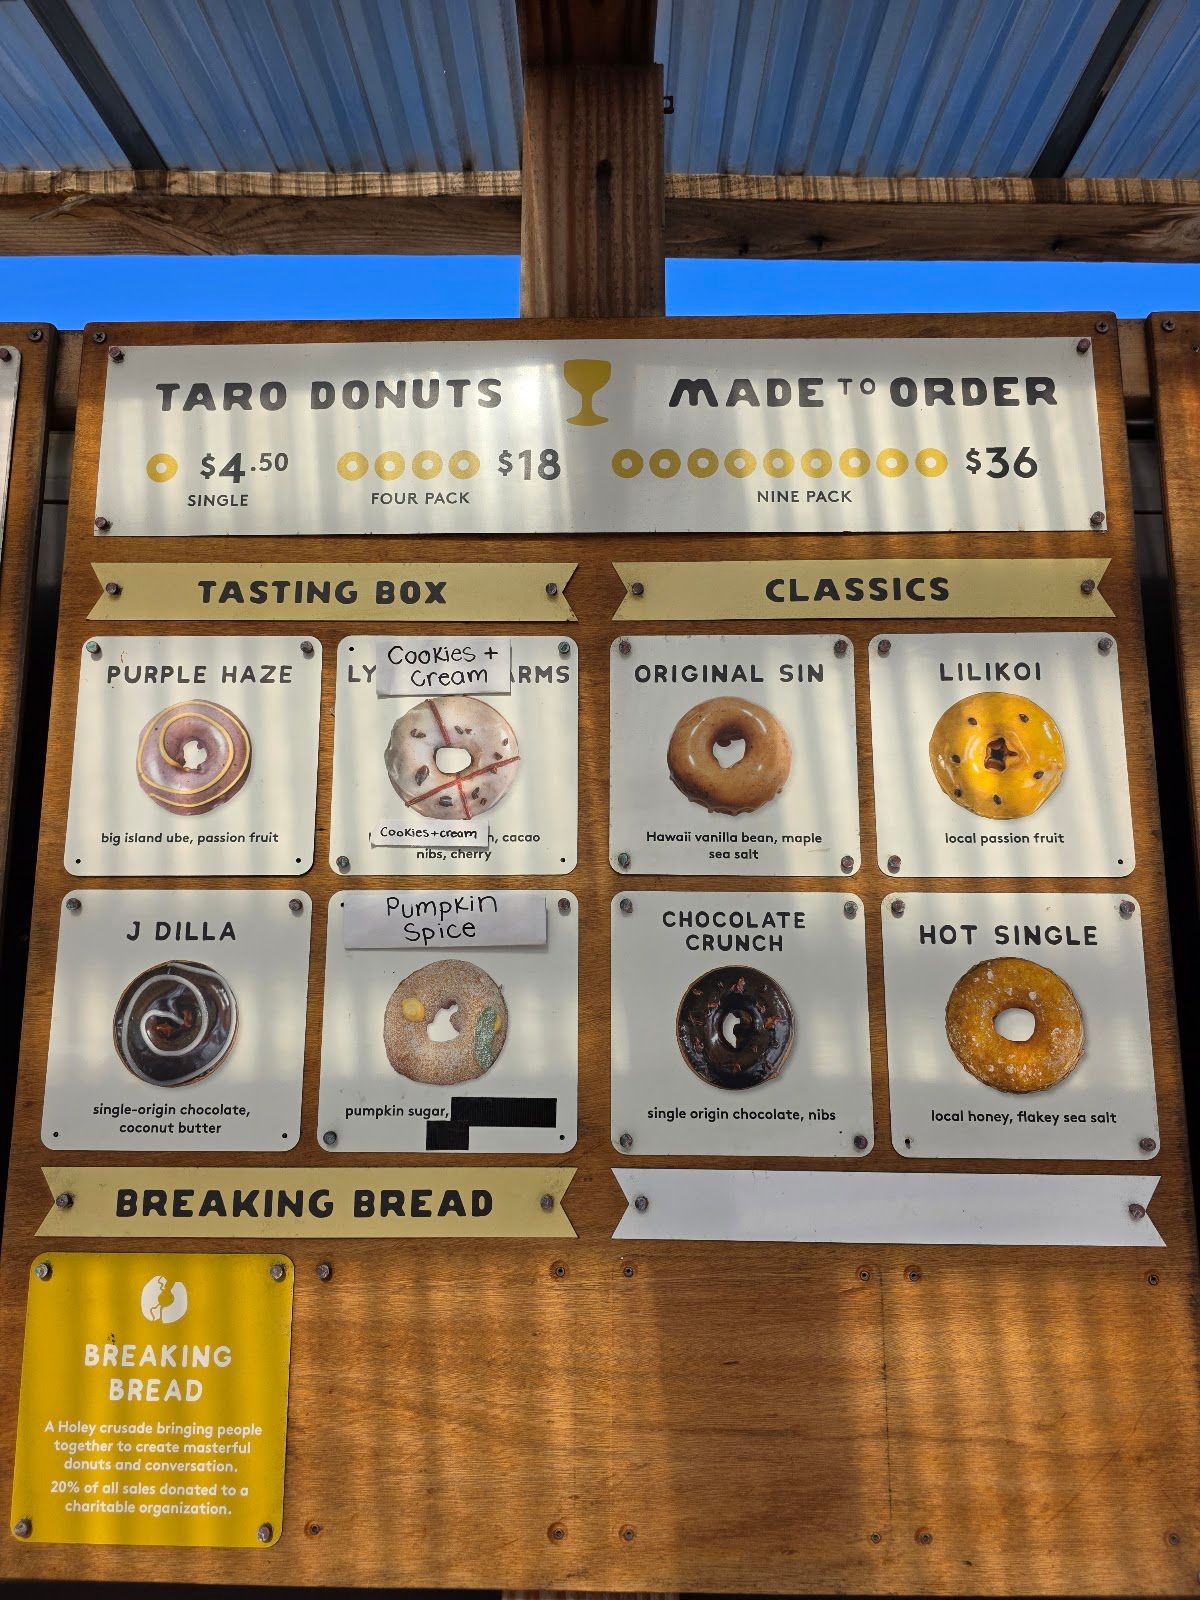 TARO DONUTS
MADE TO ORDER
$4.50
SINGLE
$18
FOUR PACK
$36
NINE PACK
TASTING BOX
PURPLE HAZE
big island ube, passion fruit
Cookies +
Cream
Cookies+cream
cacao
nibs, cherry
J DILLA
single-origin chocolate,
coconut butter
Pumpkin
Spice
pumpkin sugar,
CLASSICS
ORIGINAL SIN
Hawaii vanilla bean, maple
sea salt
LILIKOI
local passion fruit
CHOCOLATE
CRUNCH
single origin chocolate, nibs
HOT SINGLE
local honey, flakey sea salt
BREAKING BREAD
BREAKING
BREAD
A Holey crusade bringing people
together to create masterful
donuts and conversation.
20% of all sales donated to a
charitable organization.